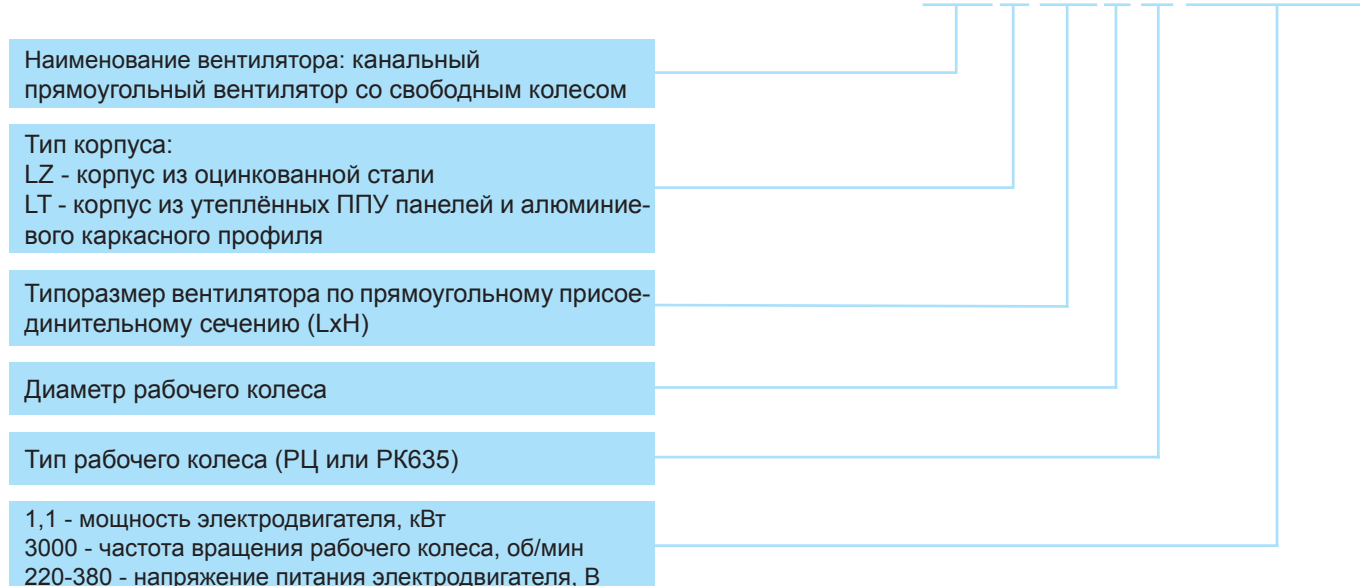 Наименование вентилятора: канальный
прямоугольный вентилятор со свободным колесом
Тип корпуса:
LZ - корпус из оцинкованной стали
LT - корпус из утеплённых ППУ панелей и алюминие-
вого каркасного профиля
Типоразмер вентилятора по прямоугольному присое-
динительному сечению (LxH)
Диаметр рабочего колеса
Тип рабочего колеса (РЦ или РК635)
1,1 - мощность электродвигателя, кВт
3000 - частота вращения рабочего колеса, об/мин
220-380 - напряжение питания электродвигателя, В